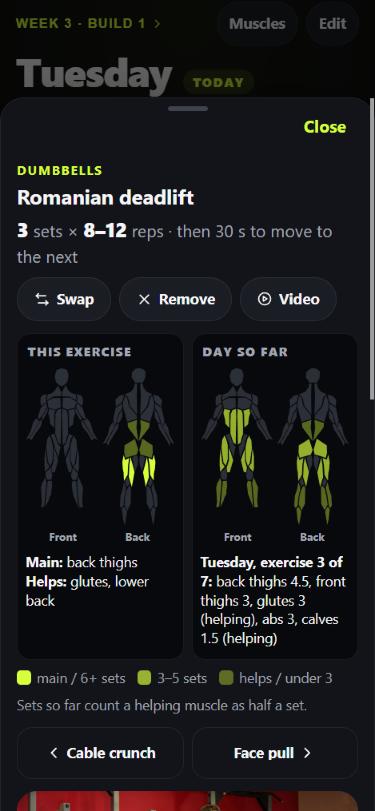 WEEK 3 · BUILD 1 >
Muscles
Edit
Tuesday
TODAY
Close
DUMBBELLS
Romanian deadlift
3 sets × 8–12 reps · then 30 s to move to
the next
Swap
Remove
Video
THIS EXERCISE
Front
Back
Main: back thighs
Helps: glutes, lower
back
DAY SO FAR
Front
Back
Tuesday, exercise 3 of
7: back thighs 4.5, front
thighs 3, glutes 3
(helping), abs 3, calves
1.5 (helping)
main / 6+ sets
3–5 sets
helps / under 3
Sets so far count a helping muscle as half a set.
< Cable crunch
Face pull >